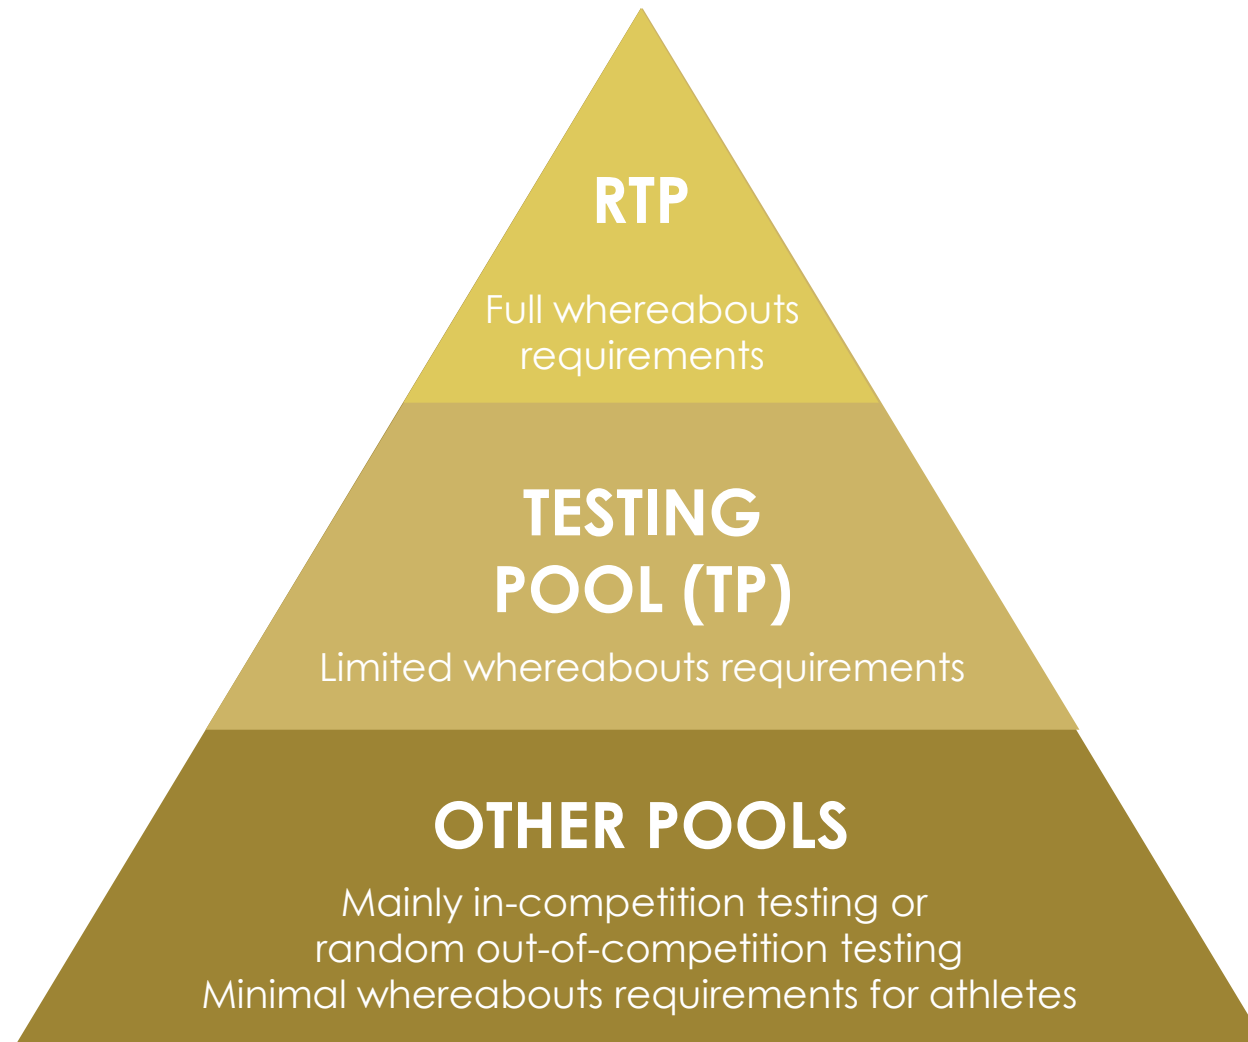 RTP
Full whereabouts
requirements
TESTING
POOL (TP)
Limited whereabouts requirements
OTHER POOLS
Mainly in-competition testing or
random out-of-competition testing
Minimal whereabouts requirements for athletes